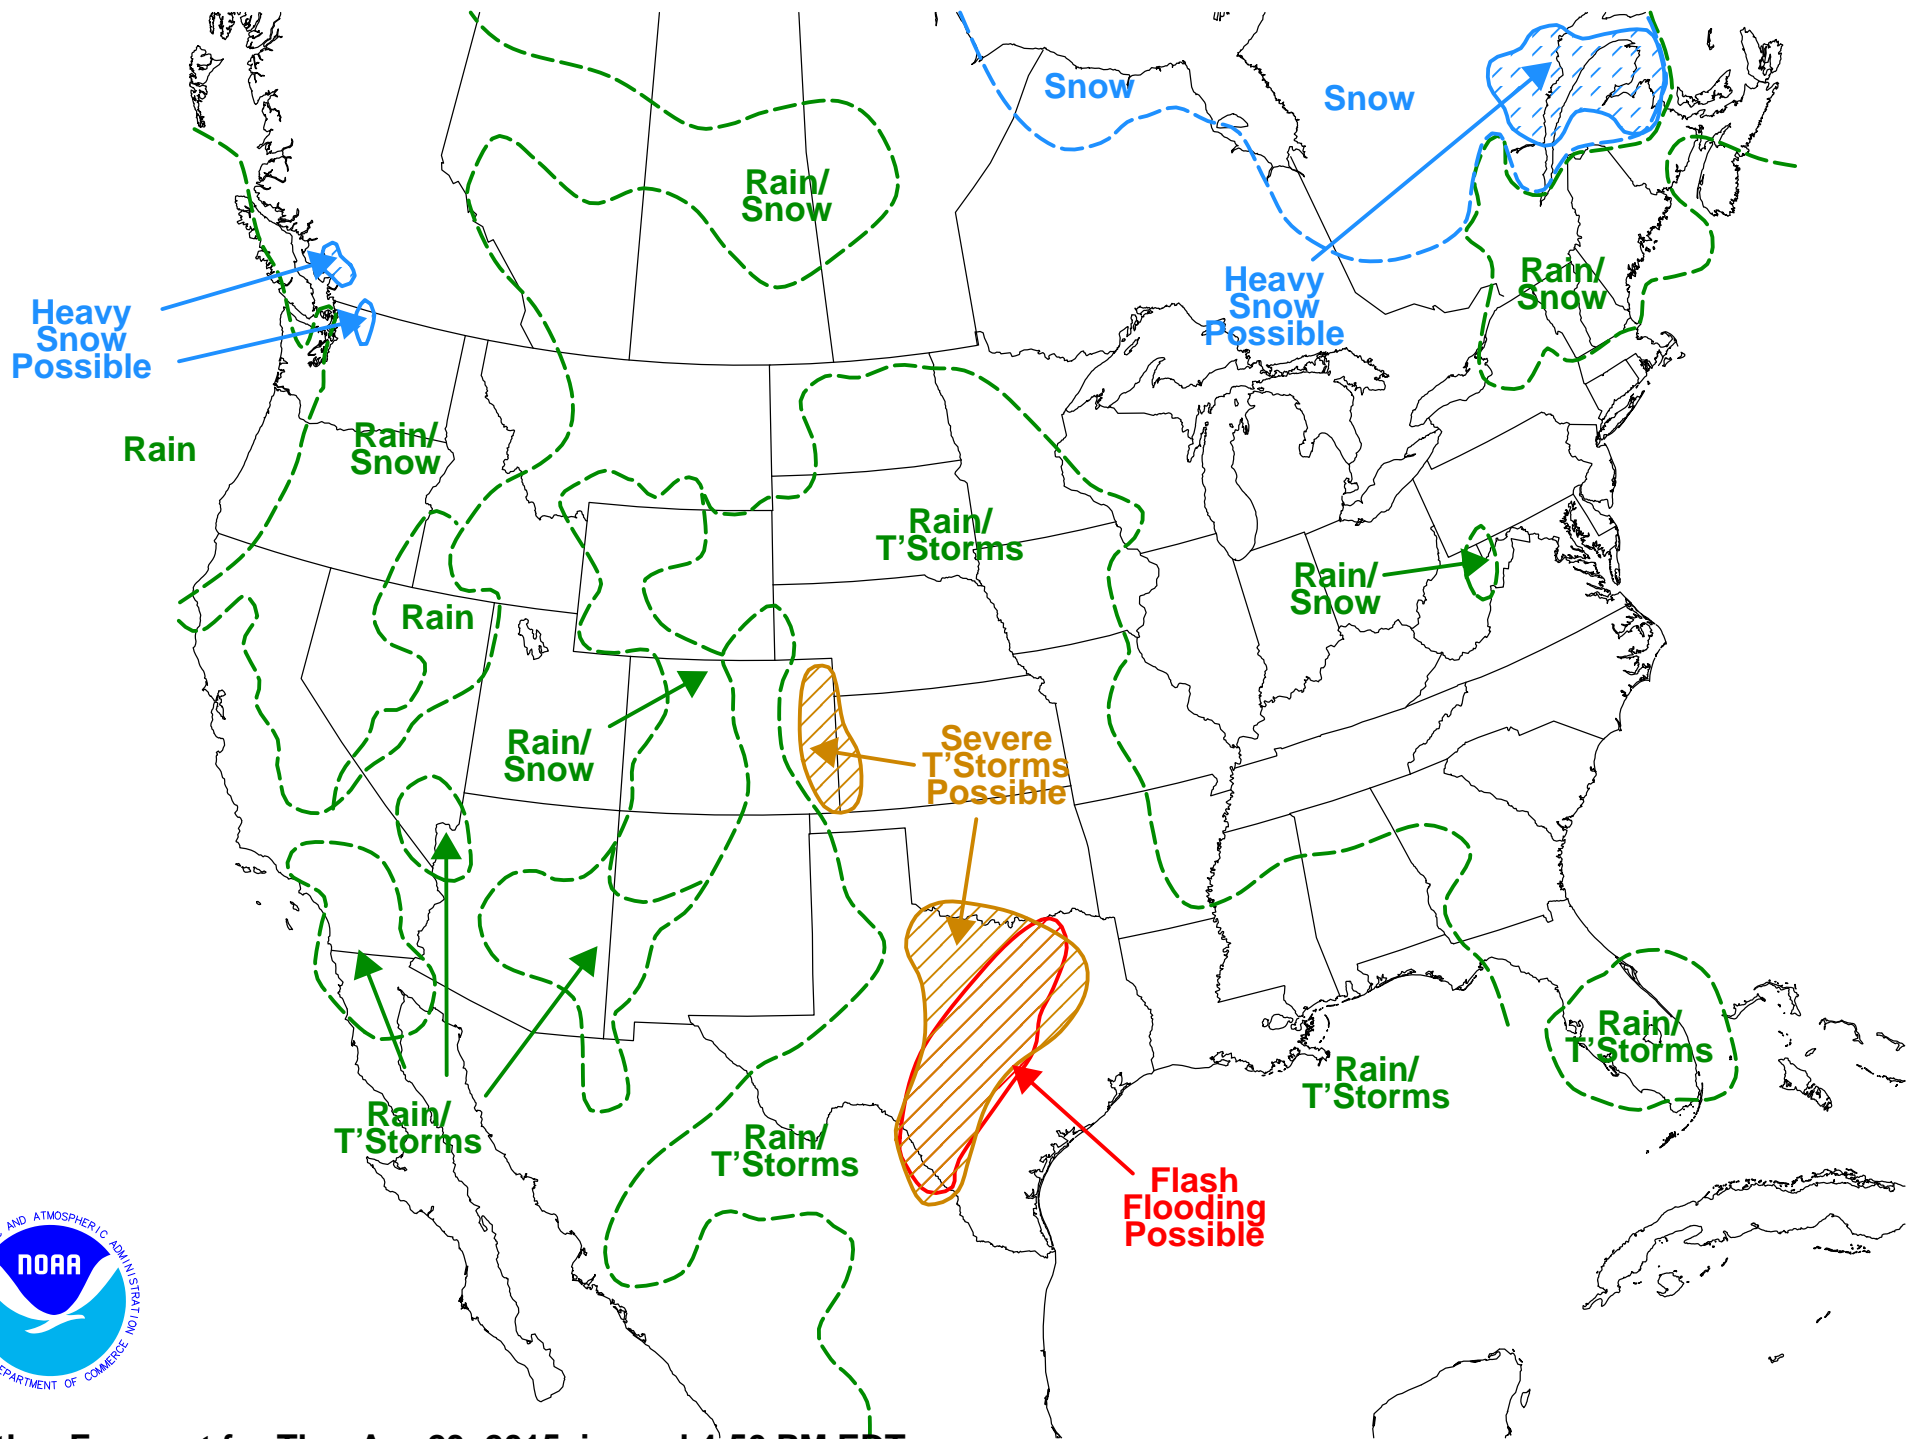 Snow
Snow
Rain/
Snow
Heavy
Snow
Possible
Heavy
Snow
Possible
Rain/
Snow
Rain
Rain/
Snow
Rain/
T'Storms
Rain/
Snow
Rain
Rain/
Snow
Severe
T'Storms
Possible
Rain/
T'Storms
Rain/
T'Storms
Rain/
T'Storms
Rain/
T'Storms
Flash
Flooding
Possible
AND ATMOSPHERIC ADMINISTRATION
NOAA
DEPARTMENT OF COMMERCE